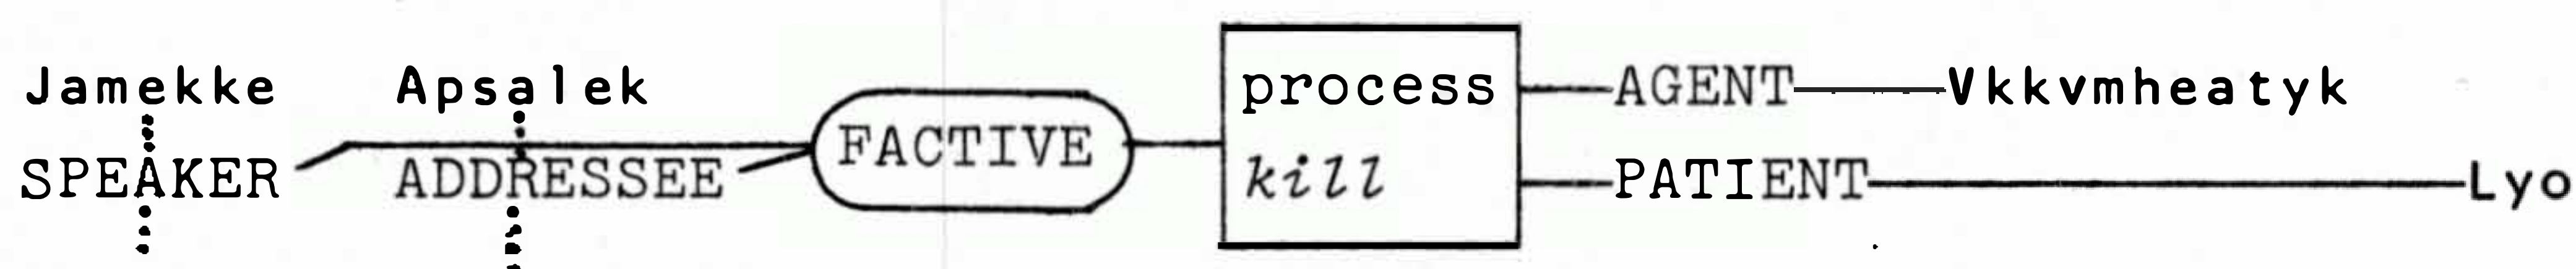 Jamekke Apsalek process AGENT Vkkvmheatyk
SPEAKER ADDRESSEE FACTIVE kill PATIENT Lyo